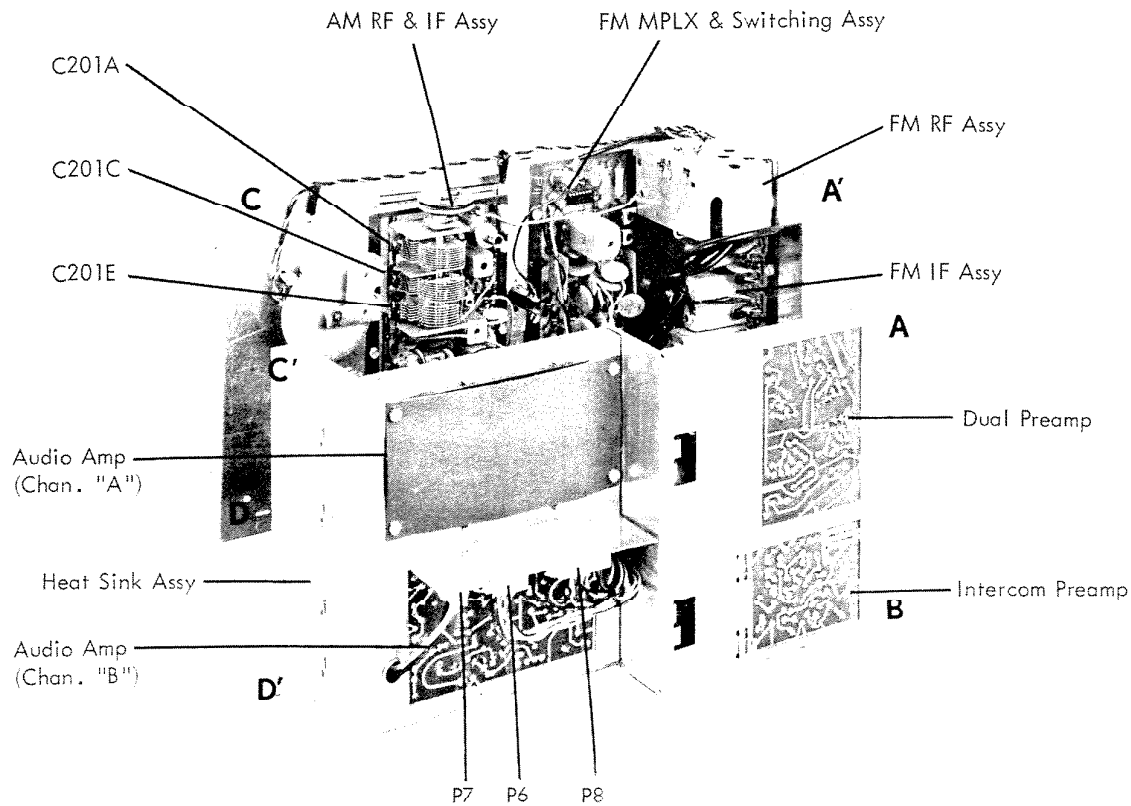 AM RF & IF Assy
FM MPLX & Switching Assy
C201A
FM RF Assy
C201C
C
A'
C201E
FM IF Assy
A
C'
Dual Preamp
Audio Amp
(Chan. "A")
D
Heat Sink Assy
Intercom Preamp
B
Audio Amp
(Chan. "B")
D'
P7
P6
P8